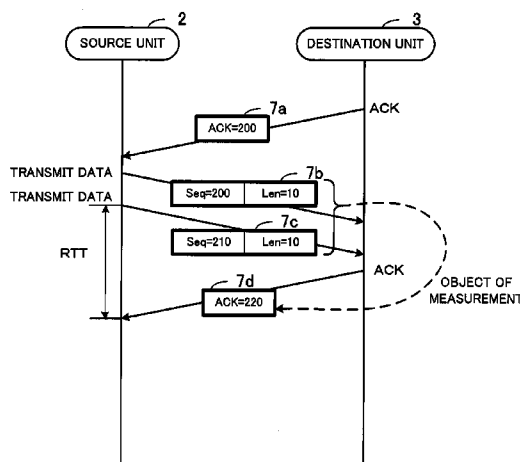 2
3
SOURCE UNIT
DESTINATION UNIT
7a
ACK
ACK=200
TRANSMIT DATA
7b
Seq=200 Len=10
TRANSMIT DATA
7c
Seq=210 Len=10
RTT
7d
ACK
ACK=220
OBJECT OF
MEASUREMENT